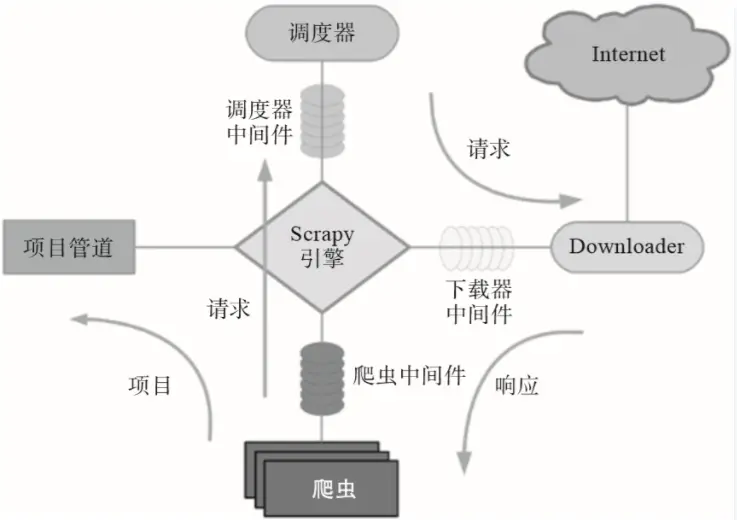 调度器
Internet
调度器
中间件
请求
项目管道
Scrapy
引擎
Downloader
下载器
中间件
请求
项目
爬虫中间件
响应
爬虫